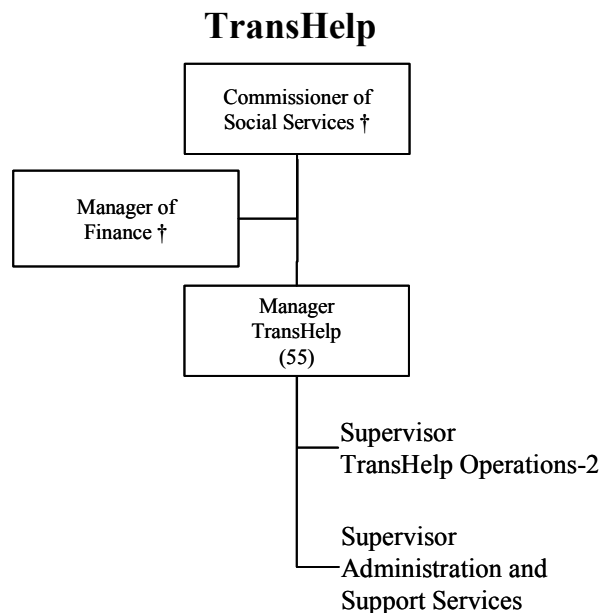 TransHelp
Commissioner of
Social Services †
Manager of
Finance †
Manager
TransHelp
(55)
Supervisor
TransHelp Operations-2
Supervisor
Administration and
Support Services